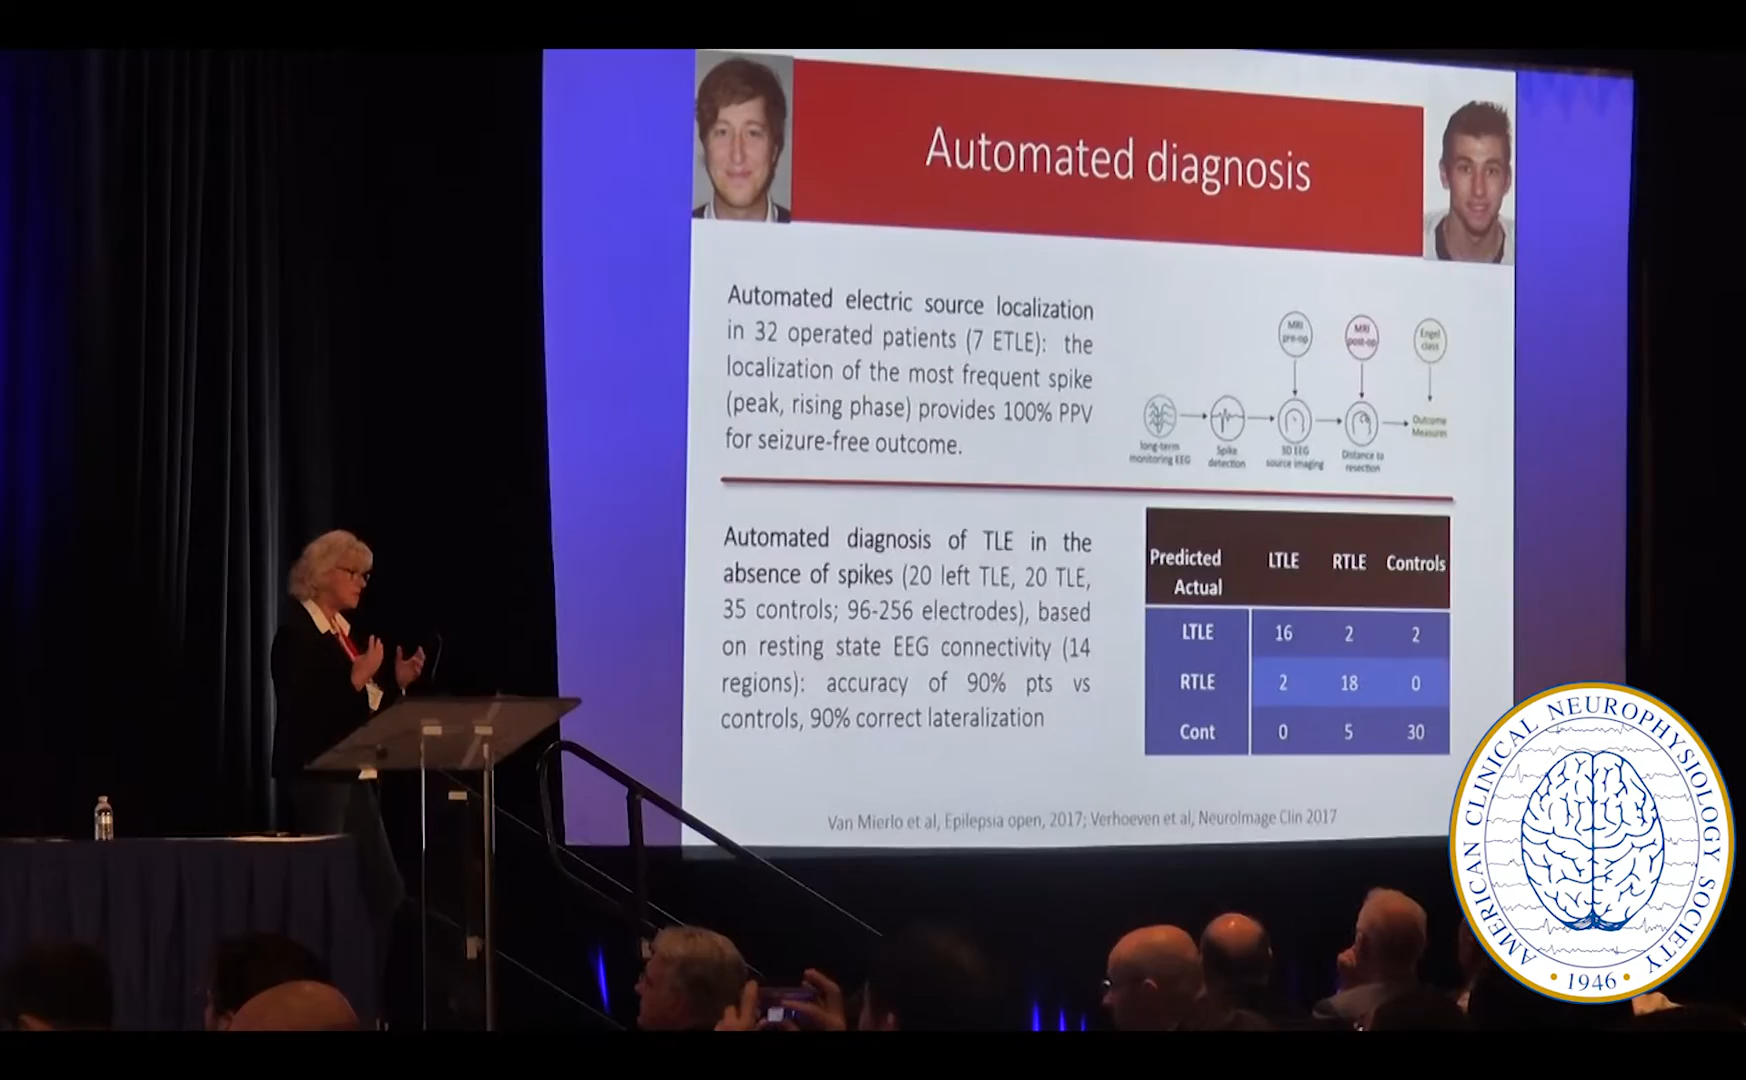 Automated diagnosis
Automated electric source localization
in 32 operated patients (7 ETLE): the
localization of the most frequent spike
(peak, rising phase) provides 100% PPV
for seizure-free outcome.
MRI
pre-op
MRI
post-op
Engel
class
long-term
monitoring EEG
Spike
detection
3D EEG
source imaging
Distance to
resection
Outcome
Measures
Automated diagnosis of TLE in the
absence of spikes (20 left TLE, 20 TLE,
35 controls; 96-256 electrodes), based
on resting state EEG connectivity (14
regions): accuracy of 90% pts vs
controls, 90% correct lateralization
Predicted LTLE RTLE Controls
Actual
LTLE 16 2 2
RTLE 2 18 0
Cont 0 5 30
Van Mierlo et al, Epilepsia open, 2017; Verhoeven et al, NeuroImage Clin 2017
AMERICAN CLINICAL NEUROPHYSIOLOGY SOCIETY
• 1946 •